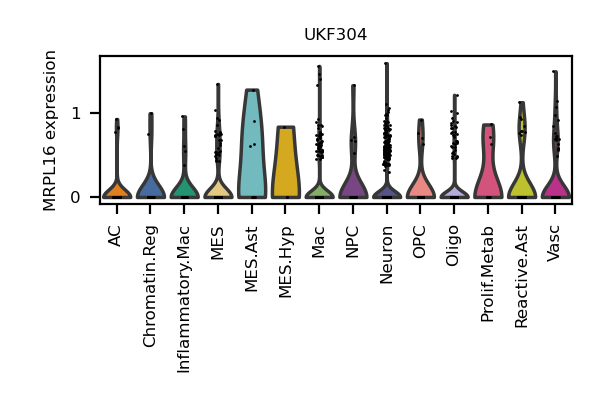 UKF304
MRPL16 expression
1
0
AC
Chromatin.Reg
Inflammatory.Mac
MES
MES.Ast
MES.Hyp
Mac
NPC
Neuron
OPC
Oligo
Prolif.Metab
Reactive.Ast
Vasc